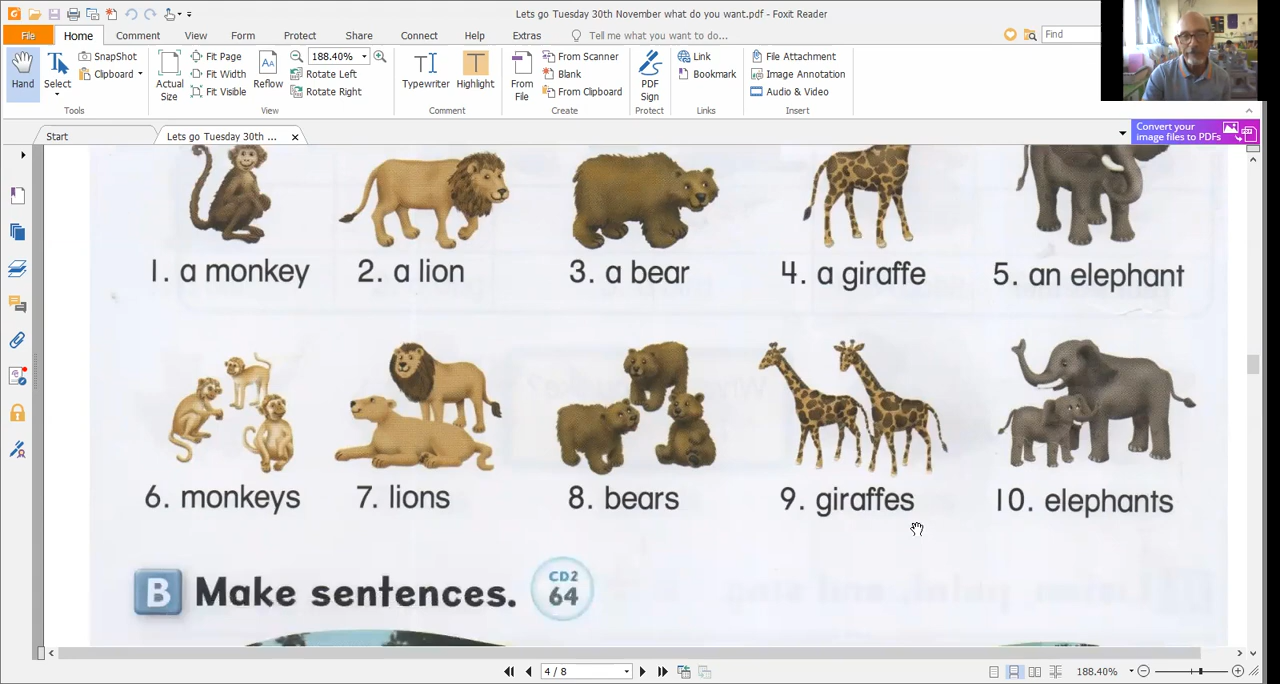 Lets go Tuesday 30th November what do you want.pdf - Foxit Reader
File Home Comment View Form Protect Share Connect Help Extras Tell me what you want to do... Find
Hand
Select
SnapShot
Clipboard
Tools
Actual Size
Fit Page
Fit Width
Fit Visible
Reflow
188.40%
Rotate Left
Rotate Right
View
Typewriter
Highlight
Comment
From File
From Scanner
Blank
From Clipboard
Create
PDF Sign
Protect
Link
Bookmark
Links
File Attachment
Image Annotation
Audio & Video
Insert
Start
Lets go Tuesday 30th ...
Convert your
image files to PDFs
1. a monkey 2. a lion 3. a bear 4. a giraffe 5. an elephant
6. monkeys 7. lions 8. bears 9. giraffes 10. elephants
B Make sentences. CD2 64
4 / 8
188.40%